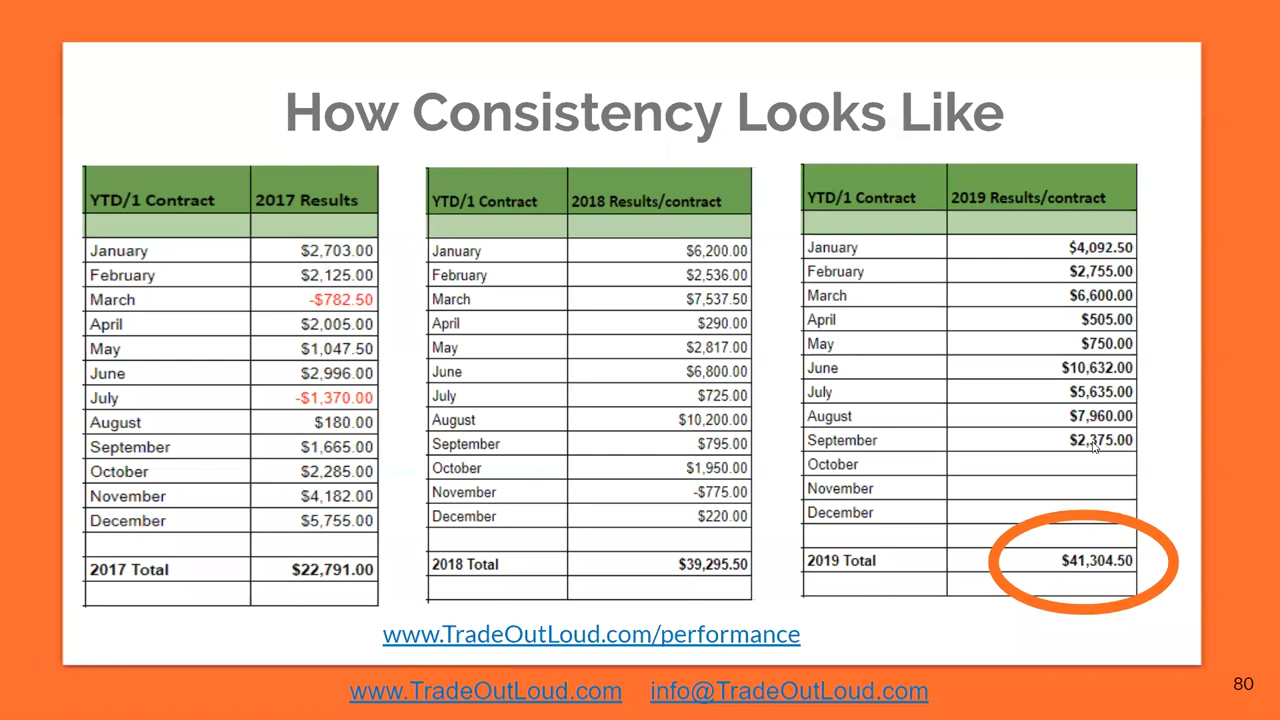 How Consistency Looks Like
YTD/1 Contract 2017 Results
January $2,703.00
February $2,125.00
March -$782.50
April $2,005.00
May $1,047.50
June $2,996.00
July -$1,370.00
August $180.00
September $1,665.00
October $2,285.00
November $4,182.00
December $5,755.00
2017 Total $22,791.00
YTD/1 Contract 2018 Results/contract
January $6,200.00
February $2,536.00
March $7,537.50
April $290.00
May $2,817.00
June $6,800.00
July $725.00
August $10,200.00
September $795.00
October $1,950.00
November -$775.00
December $220.00
2018 Total $39,295.50
YTD/1 Contract 2019 Results/contract
January $4,092.50
February $2,755.00
March $6,600.00
April $505.00
May $750.00
June $10,632.00
July $5,635.00
August $7,960.00
September $2,375.00
October
November
December
2019 Total $41,304.50
www.TradeOutLoud.com/performance
www.TradeOutLoud.com info@TradeOutLoud.com
80